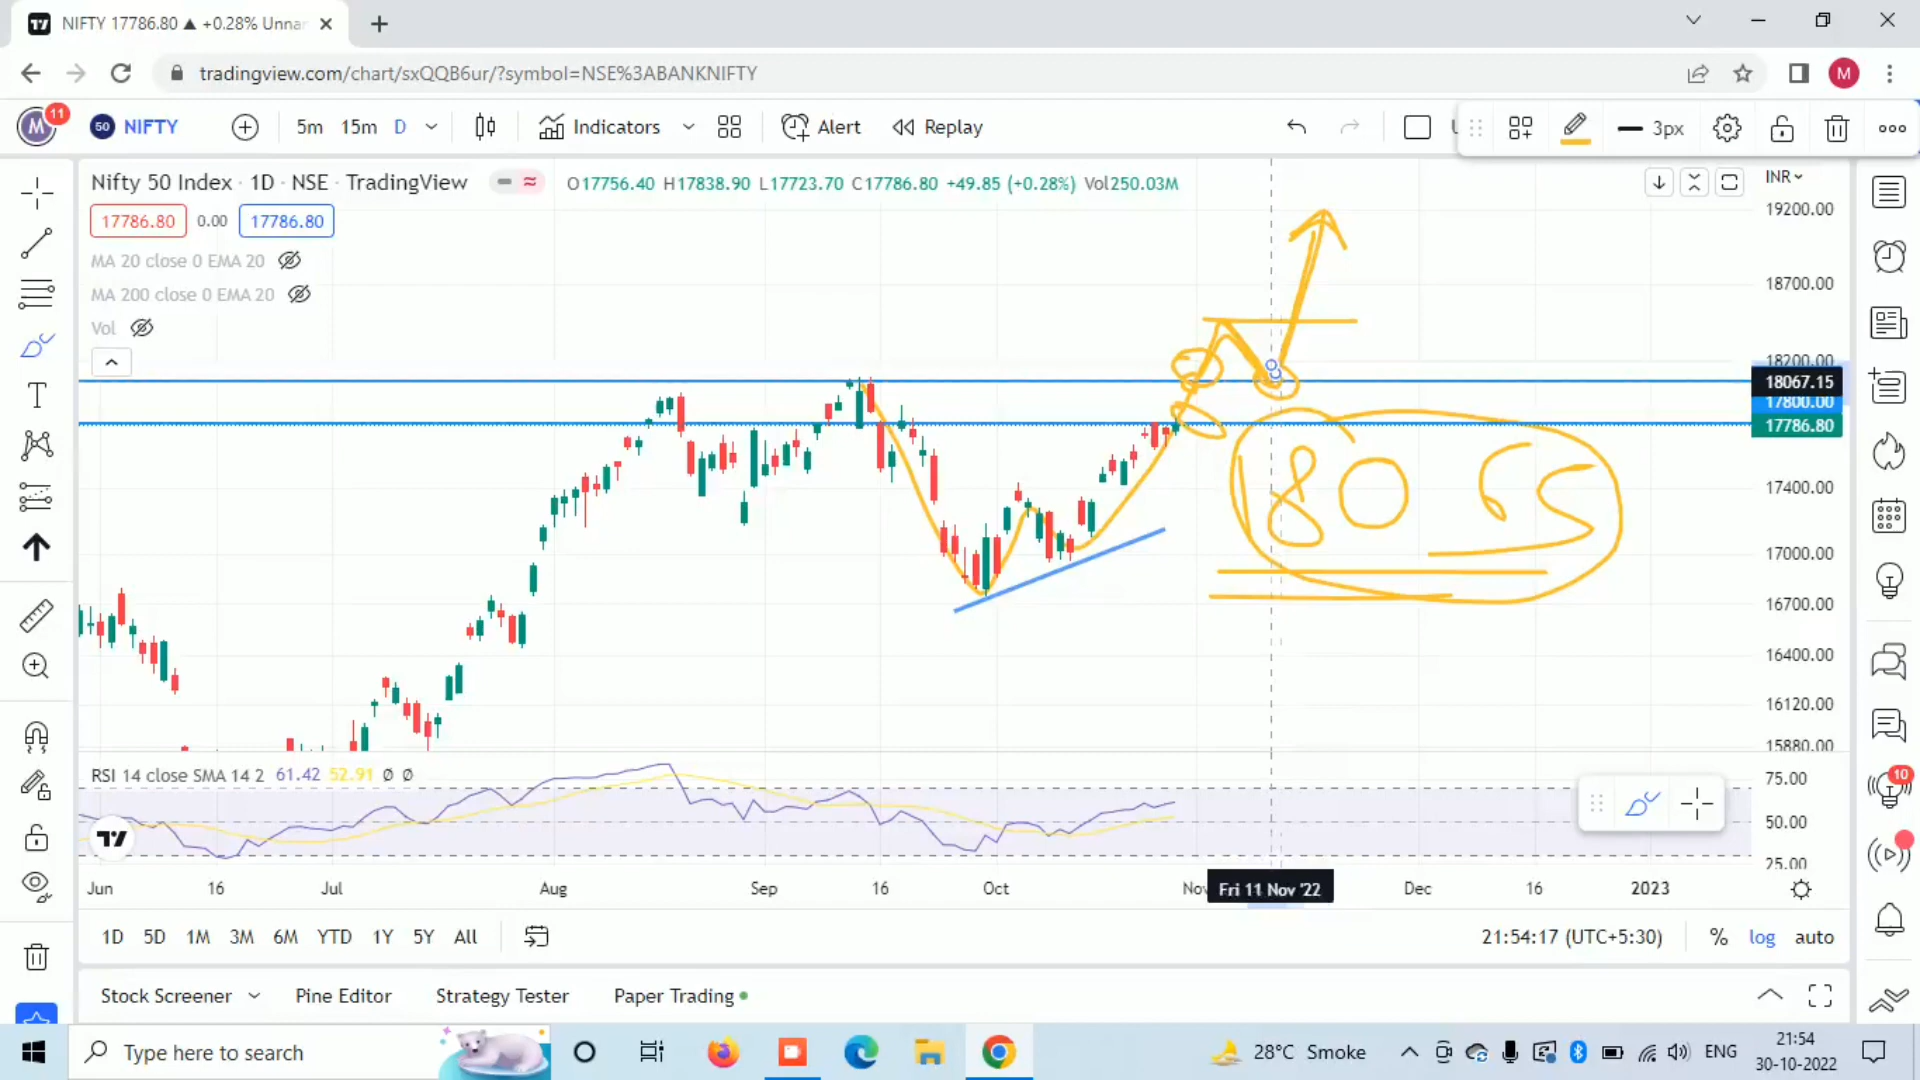 NIFTY 17786.80 ▲ +0.28% Unnar
tradingview.com/chart/sxQQB6ur/?symbol=NSE%3ABANKNIFTY
M
M 11 50 NIFTY 5m 15m D Indicators Alert Replay 3px
Nifty 50 Index · 1D · NSE · TradingView O17756.40 H17838.90 L17723.70 C17786.80 +49.85 (+0.28%) Vol250.03M
INR
17786.80 0.00 17786.80
MA 20 close 0 EMA 20
MA 200 close 0 EMA 20
Vol
19200.00
18700.00
18200.00
18067.15
17800.00
17786.80
17400.00
17000.00
16700.00
16400.00
16120.00
15880.00
8065
RSI 14 close SMA 14 2 61.42 52.91 Ø Ø
75.00
50.00
25.00
10
Jun 16 Jul Aug Sep 16 Oct Nov Fri 11 Nov '22 Dec 16 2023
1D 5D 1M 3M 6M YTD 1Y 5Y All 21:54:17 (UTC+5:30) % log auto
Stock Screener Pine Editor Strategy Tester Paper Trading
Type here to search 28°C Smoke ENG 21:54
30-10-2022